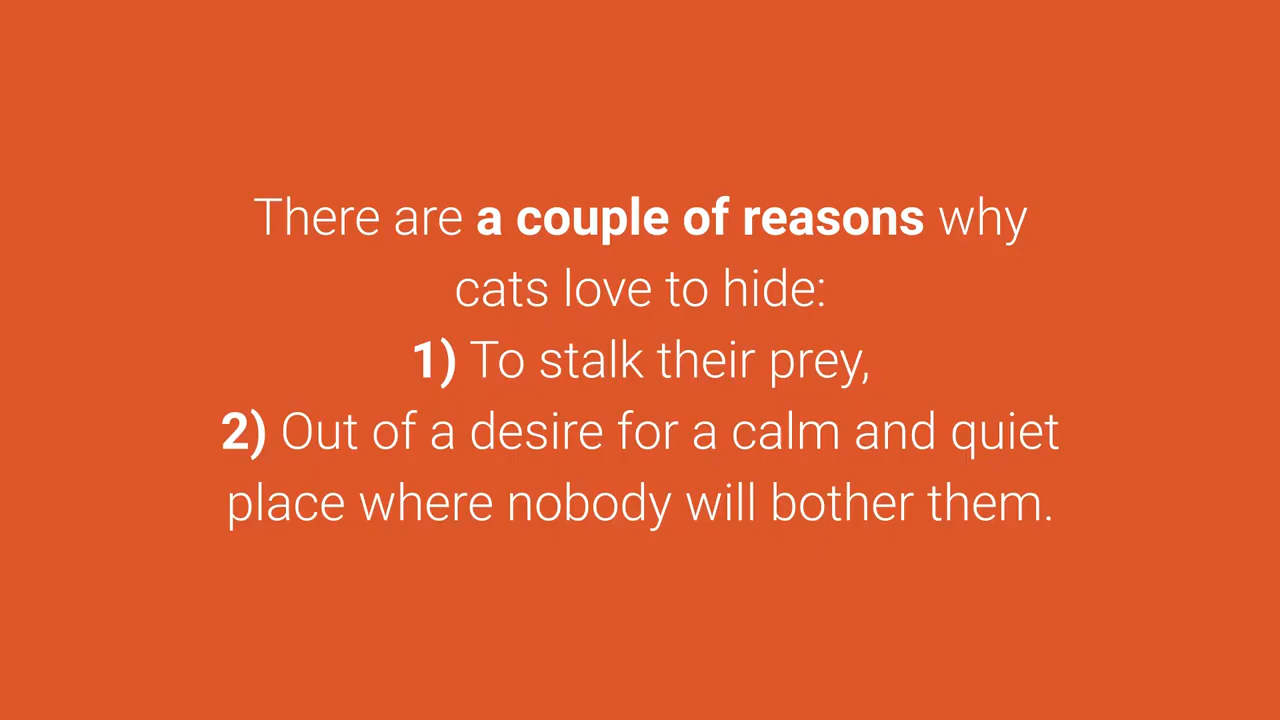 There are a couple of reasons why
cats love to hide:
1) To stalk their prey,
2) Out of a desire for a calm and quiet
place where nobody will bother them.